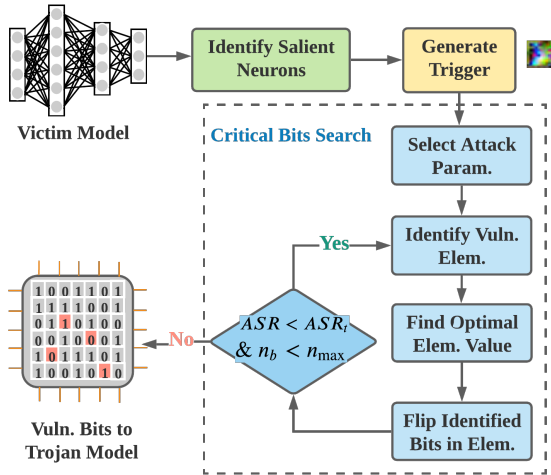 Identify Salient
Neurons
Generate
Trigger
Victim Model
Critical Bits Search
Select Attack
Param.
Yes
Identify Vuln.
Elem.
ASR < ASR_t
& n_b < n_max
No
Find Optimal
Elem. Value
Flip Identified
Bits in Elem.
1 0 0 1 1 0 1
1 1 1 1 0 0 1
0 1 1 0 1 0 0
1 0 0 0 0 0 1
1 0 1 1 0 0 1
1 0 0 1 0 1 0
Vuln. Bits to
Trojan Model